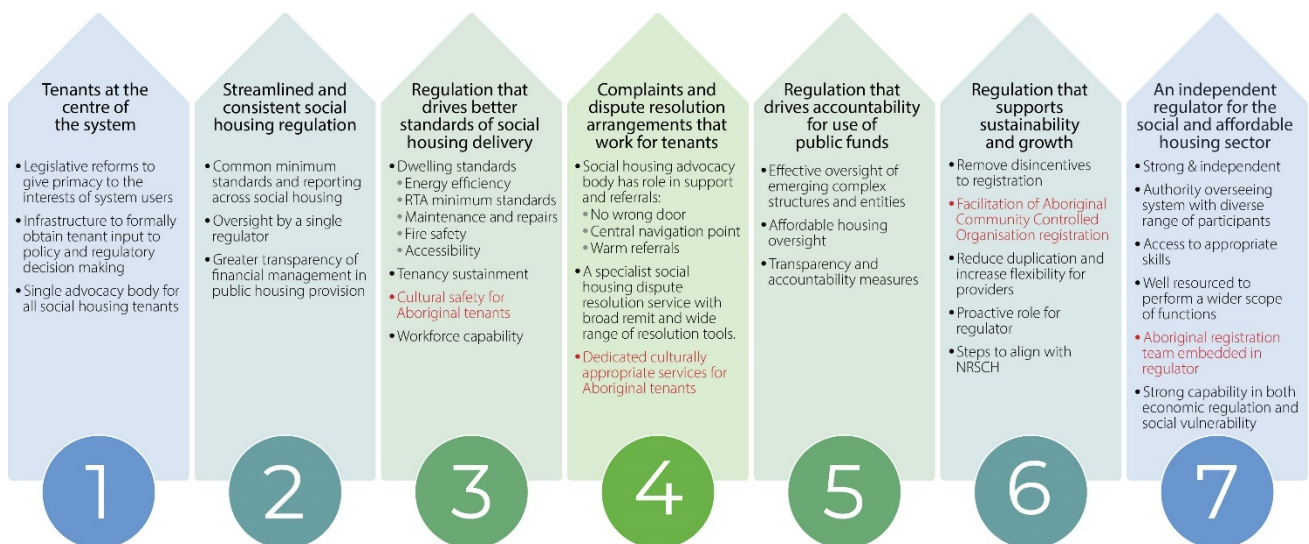 Tenants at the
centre of
the system
• Legislative reforms to
give primacy to the
interests of system users
• Infrastructure to formally
obtain tenant input to
policy and regulatory
decision making
• Single advocacy body for
all social housing tenants
1
Streamlined and
consistent social
housing regulation
• Common minimum
standards and reporting
across social housing
• Oversight by a single
regulator
• Greater transparency of
financial management in
public housing provision
2
Regulation that
drives better
standards of social
housing delivery
• Dwelling standards
• Energy efficiency
• RTA minimum standards
• Maintenance and repairs
• Fire safety
• Accessibility
• Tenancy sustainment
• Cultural safety for
Aboriginal tenants
• Workforce capability
3
Complaints and
dispute resolution
arrangements that
work for tenants
• Social housing advocacy
body has role in support
and referrals:
• No wrong door
• Central navigation point
• Warm referrals
• A specialist social
housing dispute
resolution service with
broad remit and wide
range of resolution tools.
• Dedicated culturally
appropriate services for
Aboriginal tenants
4
Regulation that
drives accountability
for use of
public funds
• Effective oversight of
emerging complex
structures and entities
• Affordable housing
oversight
• Transparency and
accountability measures
5
Regulation that
supports
sustainability
and growth
• Remove disincentives
to registration
• Facilitation of Aboriginal
Community Controlled
Organisation registration
• Reduce duplication and
increase flexibility for
providers
• Proactive role for
regulator
• Steps to align with
NRSCH
6
An independent
regulator for the
social and affordable
housing sector
• Strong & independent
• Authority overseeing
system with diverse
range of participants
• Access to appropriate
skills
• Well resourced to
perform a wider scope
of functions
• Aboriginal registration
team embedded in
regulator
• Strong capability in both
economic regulation and
social vulnerability
7